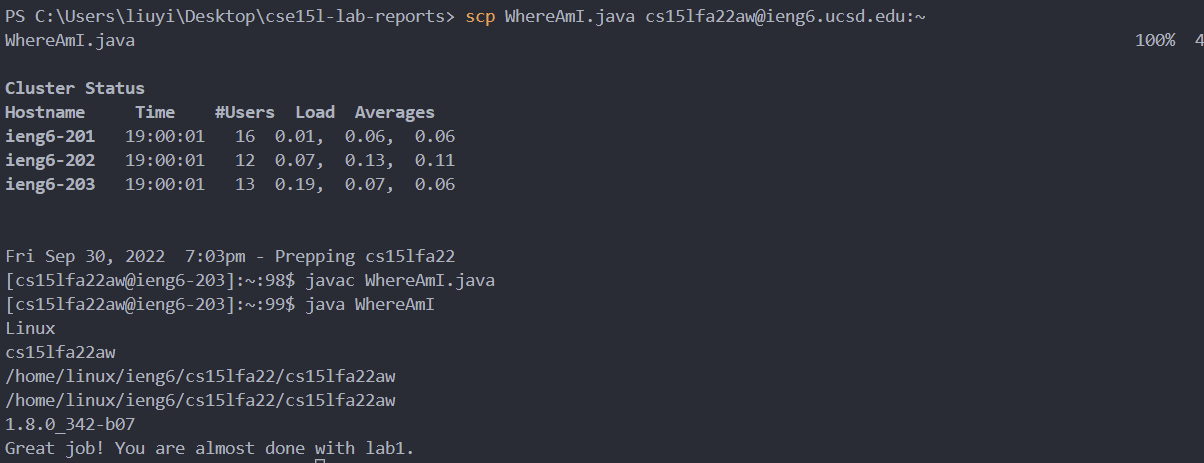 PS C:\Users\liuyi\Desktop\cse15l-lab-reports> scp WhereAmI.java cs15lfa22aw@ieng6.ucsd.edu:~
WhereAmI.java 100% 4
Cluster Status
Hostname Time #Users Load Averages
ieng6-201 19:00:01 16 0.01, 0.06, 0.06
ieng6-202 19:00:01 12 0.07, 0.13, 0.11
ieng6-203 19:00:01 13 0.19, 0.07, 0.06
Fri Sep 30, 2022 7:03pm - Prepping cs15lfa22
[cs15lfa22aw@ieng6-203]:~:98$ javac WhereAmI.java
[cs15lfa22aw@ieng6-203]:~:99$ java WhereAmI
Linux
cs15lfa22aw
/home/linux/ieng6/cs15lfa22/cs15lfa22aw
/home/linux/ieng6/cs15lfa22/cs15lfa22aw
1.8.0_342-b07
Great job! You are almost done with lab1.